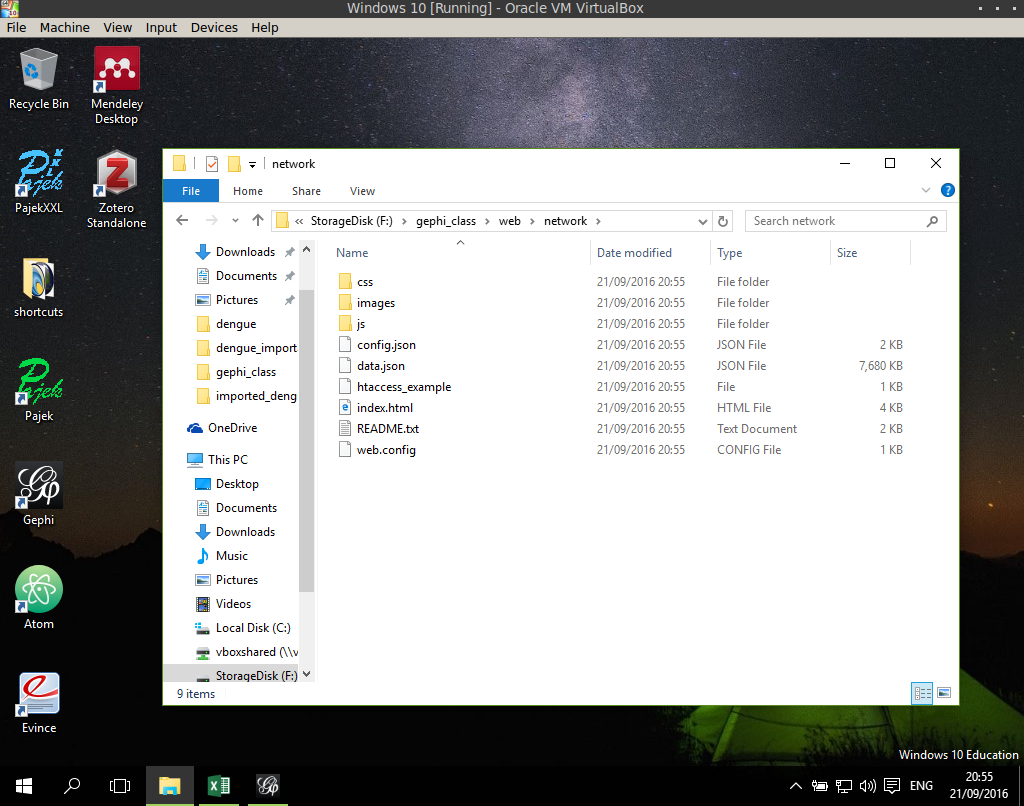 Windows 10 [Running] - Oracle VM VirtualBox
File Machine View Input Devices Help
Recycle Bin
Mendeley
Desktop
PajekXXL
Zotero
Standalone
shortcuts
Pajek
Gephi
Atom
Evince
network
File Home Share View
« StorageDisk (F:) > gephi_class > web > network >
Search network
Downloads
Documents
Pictures
dengue
dengue_import
gephi_class
imported_deng
OneDrive
This PC
Desktop
Documents
Downloads
Music
Pictures
Videos
Local Disk (C:)
vboxshared (\\v
StorageDisk (F:)
Name Date modified Type Size
css 21/09/2016 20:55 File folder
images 21/09/2016 20:55 File folder
js 21/09/2016 20:55 File folder
config.json 21/09/2016 20:55 JSON File 2 KB
data.json 21/09/2016 20:55 JSON File 7,680 KB
htaccess_example 21/09/2016 20:55 File 1 KB
index.html 21/09/2016 20:55 HTML File 4 KB
README.txt 21/09/2016 20:55 Text Document 2 KB
web.config 21/09/2016 20:55 CONFIG File 1 KB
9 items
Windows 10 Education
ENG
20:55
21/09/2016